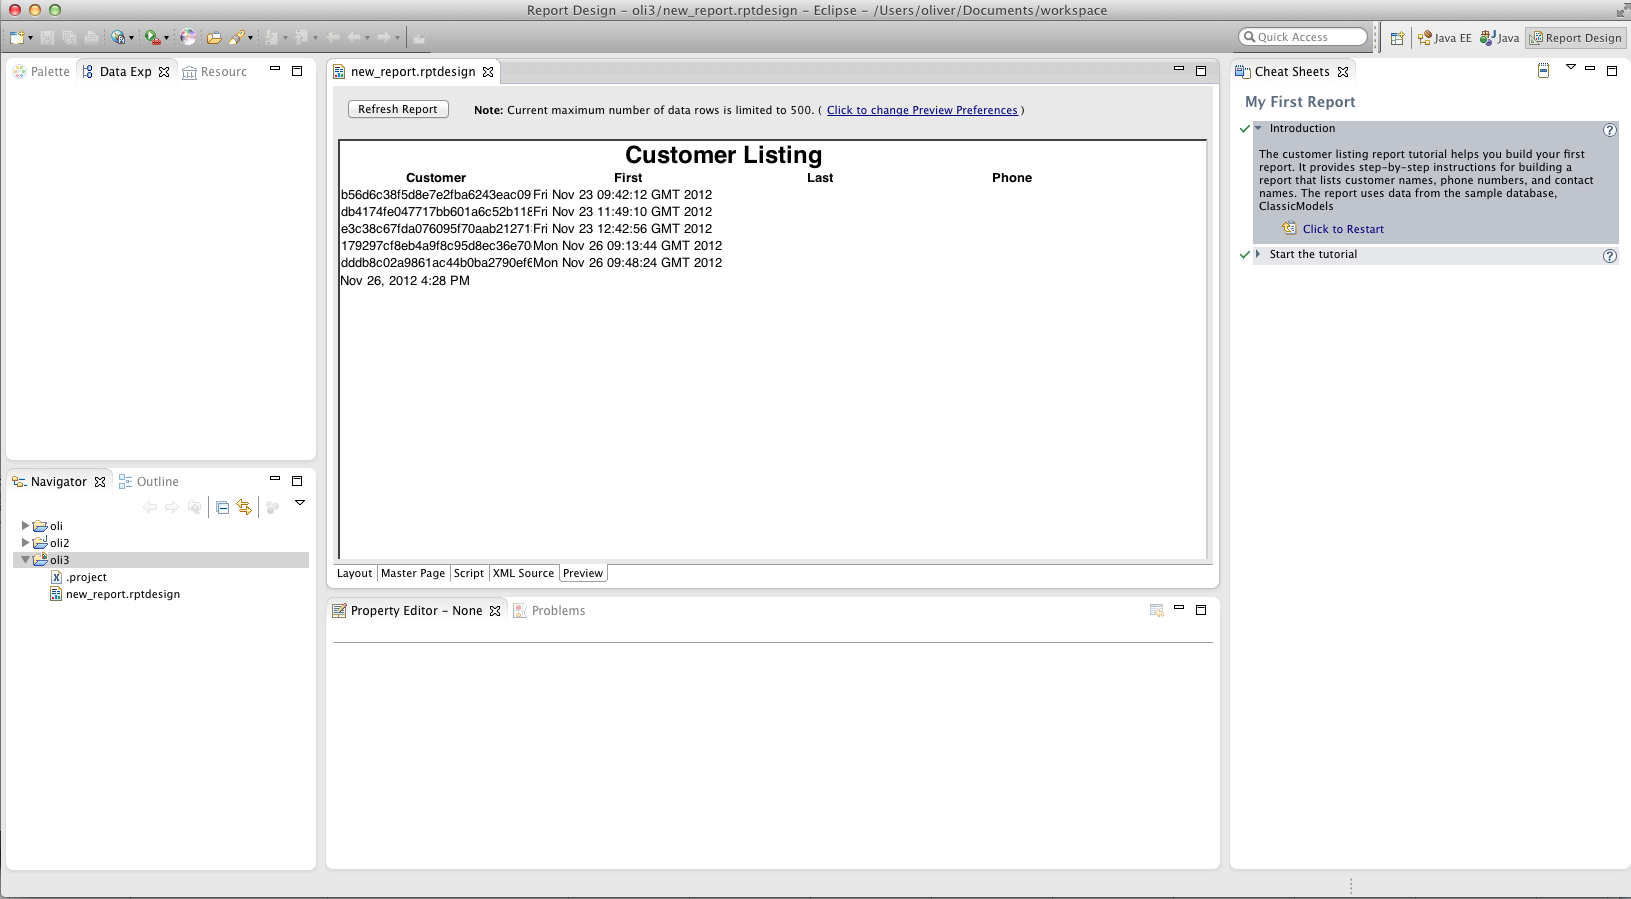 Report Design – oli3/new_report.rptdesign – Eclipse – /Users/oliver/Documents/workspace
Quick Access
Java EE
Java
Report Design
Palette
Data Exp
Resourc
new_report.rptdesign
Refresh Report
Note: Current maximum number of data rows is limited to 500. ( Click to change Preview Preferences )
Customer Listing
Customer First Last Phone
b56d6c38f5d8e7e2fba6243eac09 Fri Nov 23 09:42:12 GMT 2012
db4174fe047717bb601a6c52b118 Fri Nov 23 11:49:10 GMT 2012
e3c38c67fda076095f70aab21271 Fri Nov 23 12:42:56 GMT 2012
179297cf8eb4a9f8c95d8ec36e70 Mon Nov 26 09:13:44 GMT 2012
dddb8c02a9861ac44b0ba2790ef6 Mon Nov 26 09:48:24 GMT 2012
Nov 26, 2012 4:28 PM
Layout
Master Page
Script
XML Source
Preview
Cheat Sheets
My First Report
Introduction
The customer listing report tutorial helps you build your first
report. It provides step-by-step instructions for building a
report that lists customer names, phone numbers, and contact
names. The report uses data from the sample database,
ClassicModels
Click to Restart
Start the tutorial
Navigator
Outline
oli
oli2
oli3
.project
new_report.rptdesign
Property Editor – None
Problems